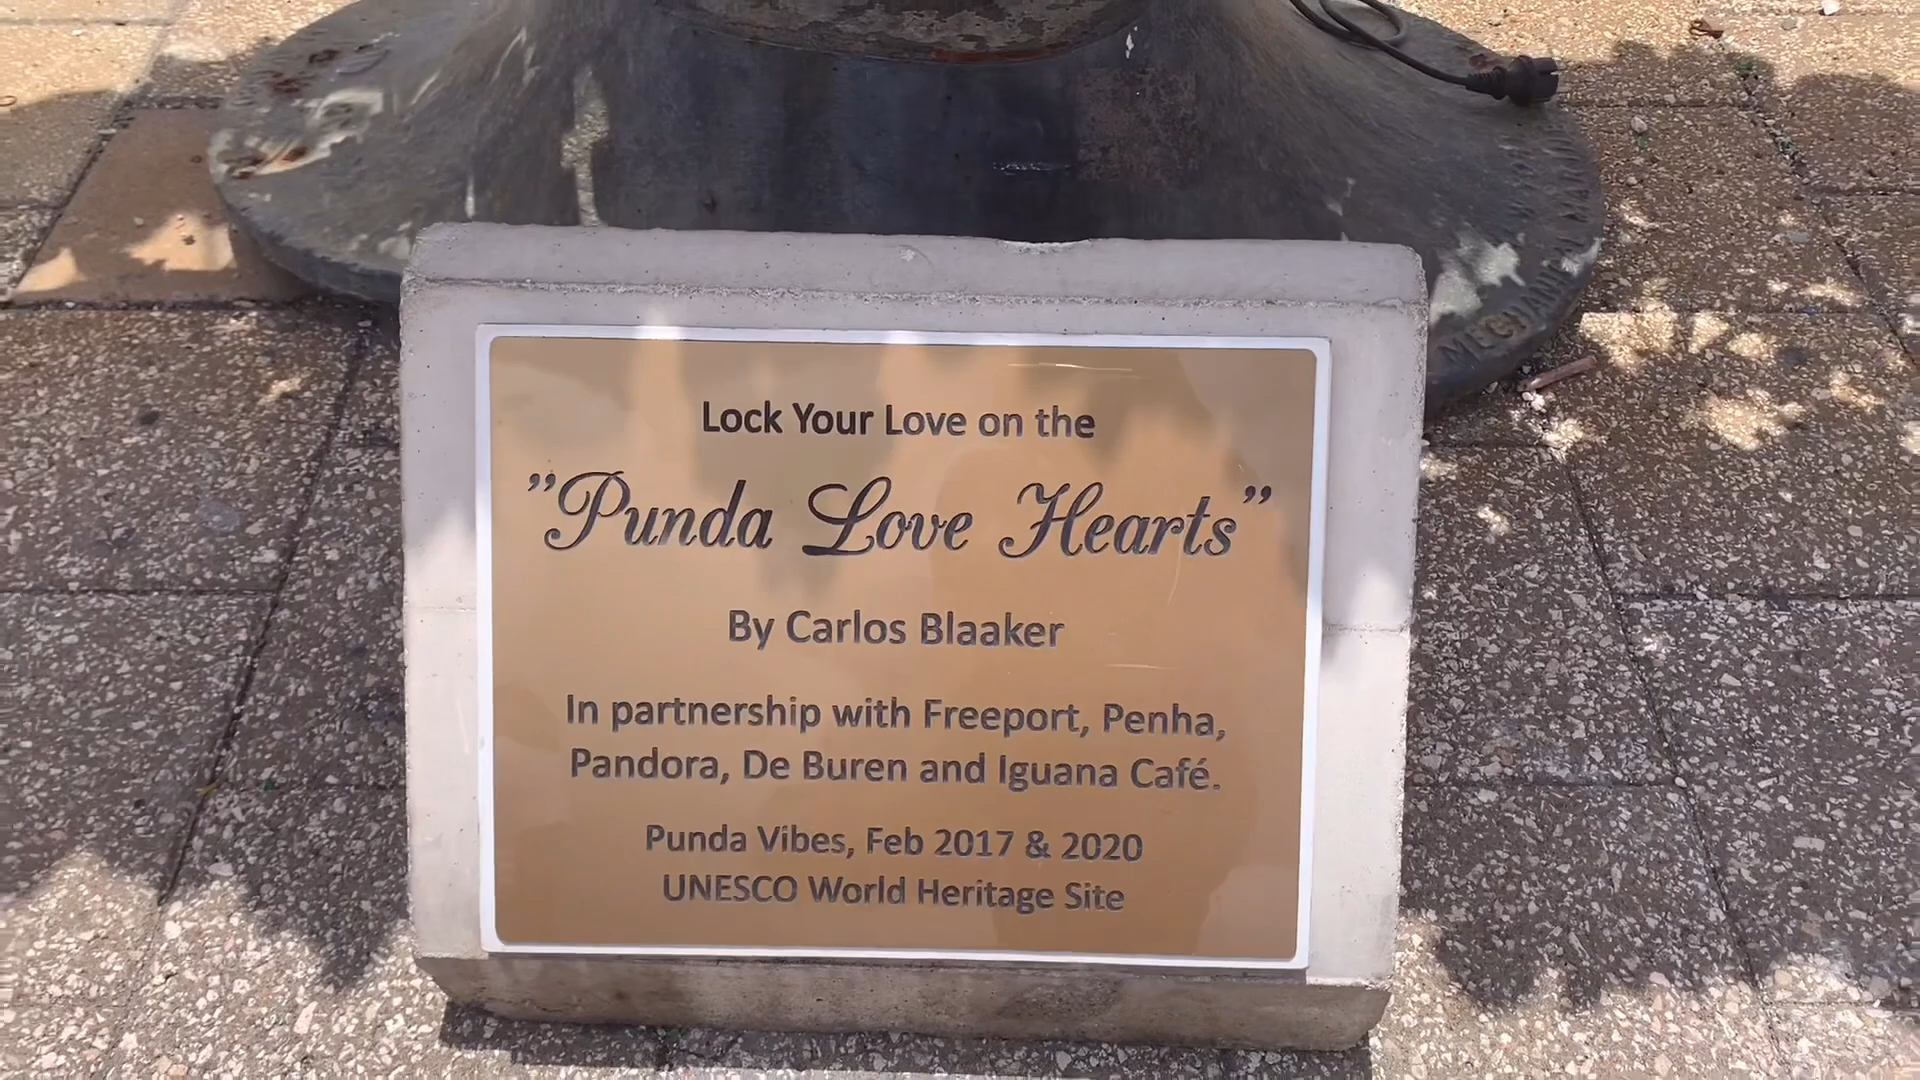 Lock Your Love on the
”Punda Love Hearts”
By Carlos Blaaker
In partnership with Freeport, Penha,
Pandora, De Buren and Iguana Café.
Punda Vibes, Feb 2017 & 2020
UNESCO World Heritage Site